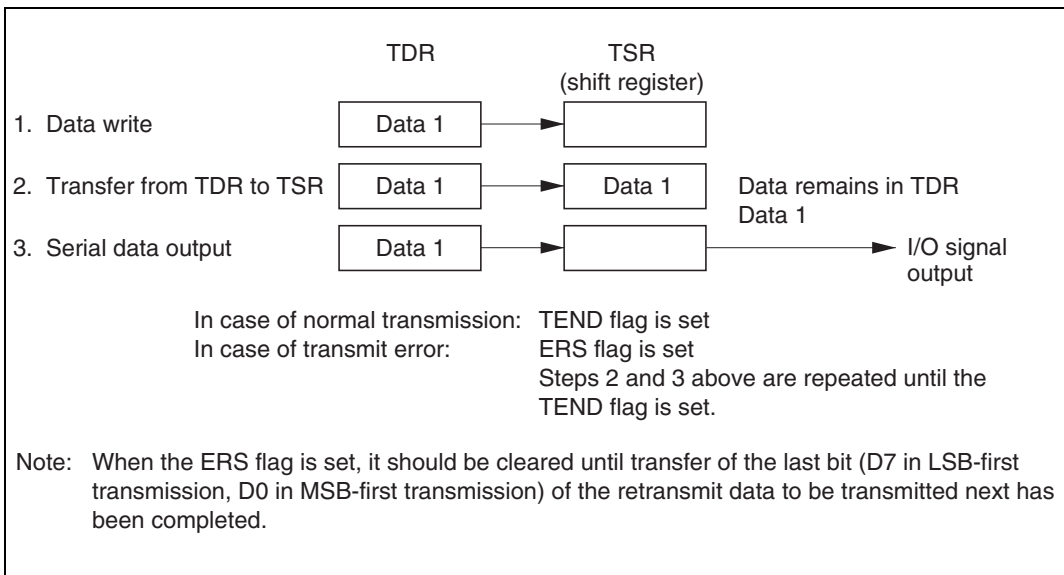 TDR
TSR
(shift register)
1. Data write
Data 1
2. Transfer from TDR to TSR
Data 1
Data 1
Data remains in TDR
Data 1
3. Serial data output
Data 1
I/O signal
output
In case of normal transmission: TEND flag is set
In case of transmit error: ERS flag is set
Steps 2 and 3 above are repeated until the
TEND flag is set.
Note: When the ERS flag is set, it should be cleared until transfer of the last bit (D7 in LSB-first
transmission, D0 in MSB-first transmission) of the retransmit data to be transmitted next has
been completed.